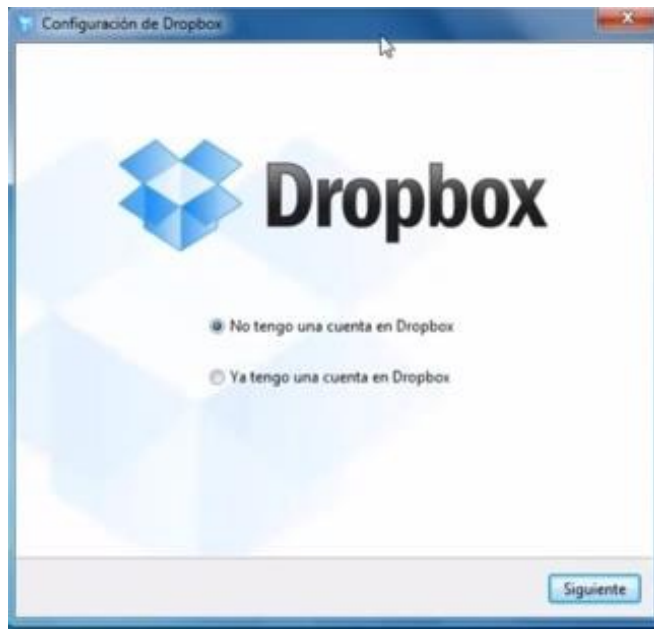 Configuración de Dropbox
Dropbox
No tengo una cuenta en Dropbox
Ya tengo una cuenta en Dropbox
Siguiente